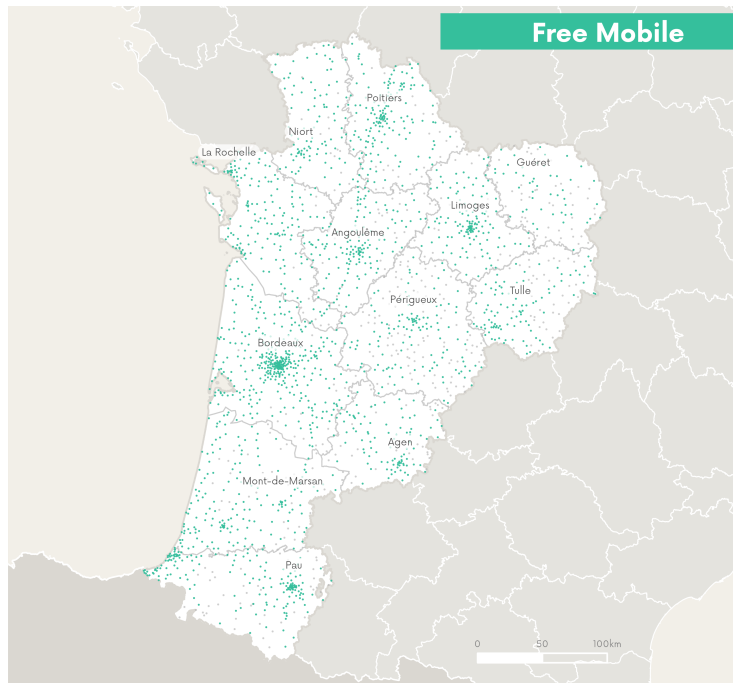 Free Mobile
Poitiers
Niort
La Rochelle
Guéret
Limoges
Angoulême
Tulle
Périgueux
Bordeaux
Agen
Mont-de-Marsan
Pau
0 50 100km